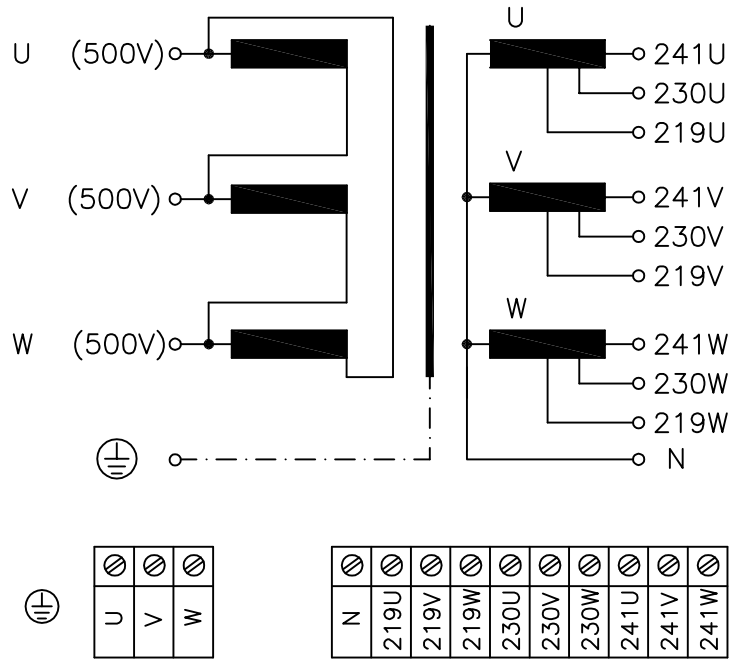 U
U (500V) 241U
230U
219U
V
V (500V) 241V
230V
219V
W
W (500V) 241W
230W
219W
N
U V W N 219U 219V 219W 230U 230V 230W 241U 241V 241W